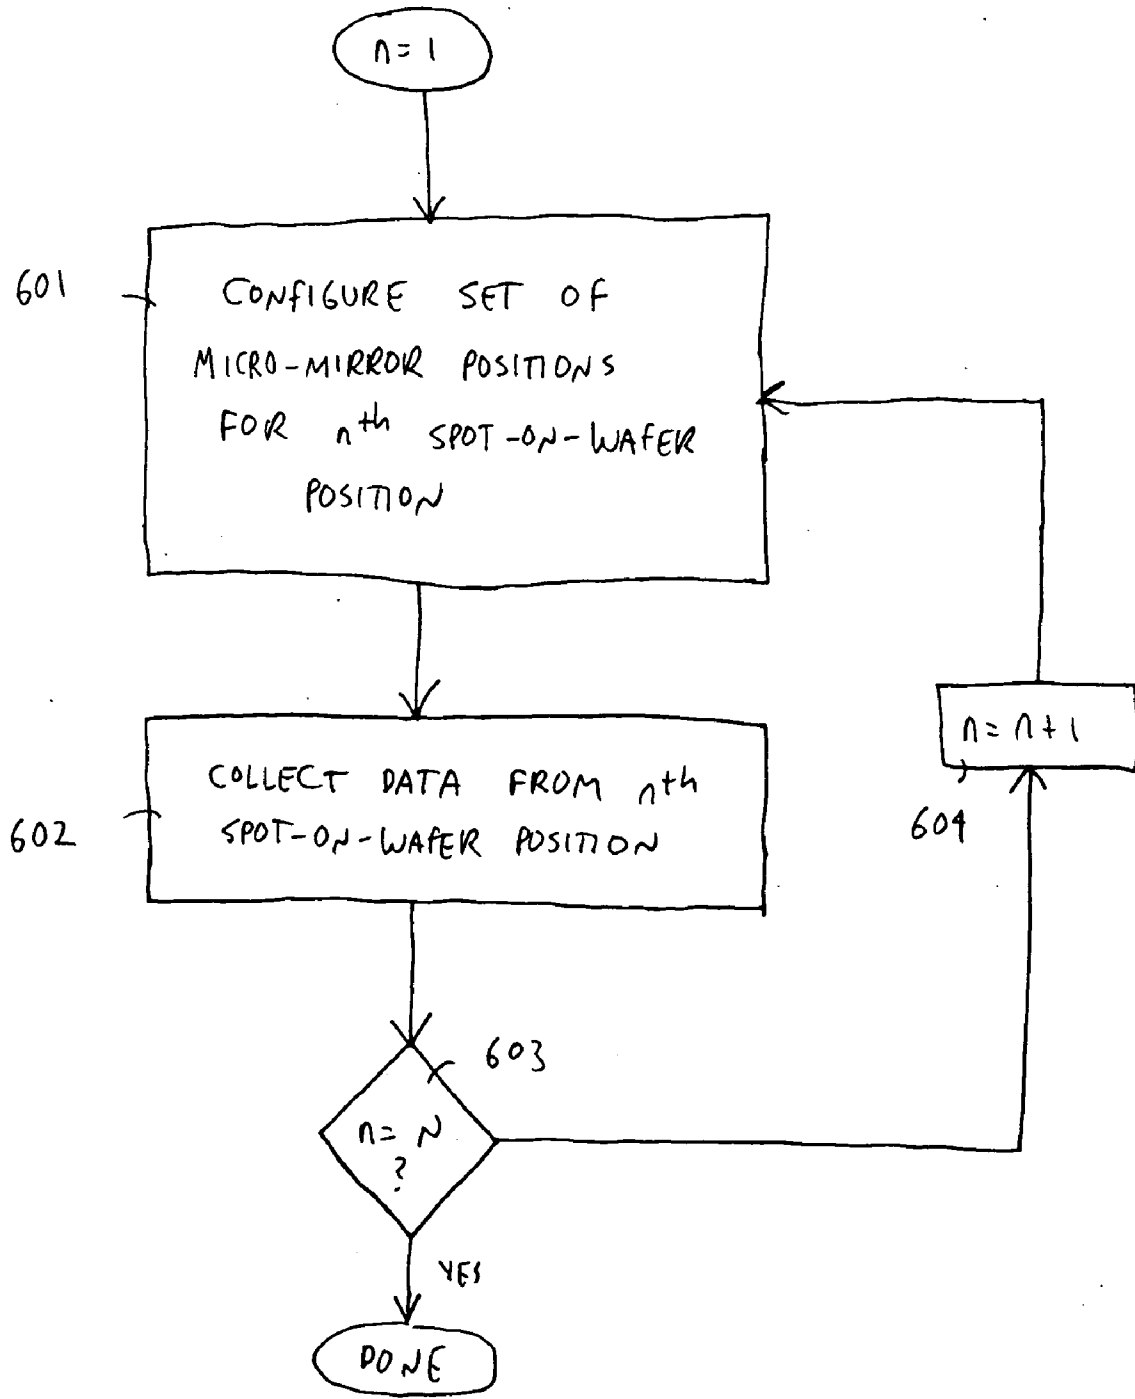 n = 1
601
CONFIGURE SET OF
MICRO-MIRROR POSITIONS
FOR nth SPOT-ON-WAFER
POSITION
n = n + 1
604
COLLECT DATA FROM nth
SPOT-ON-WAFER POSITION
602
603
n = N
?
YES
DONE